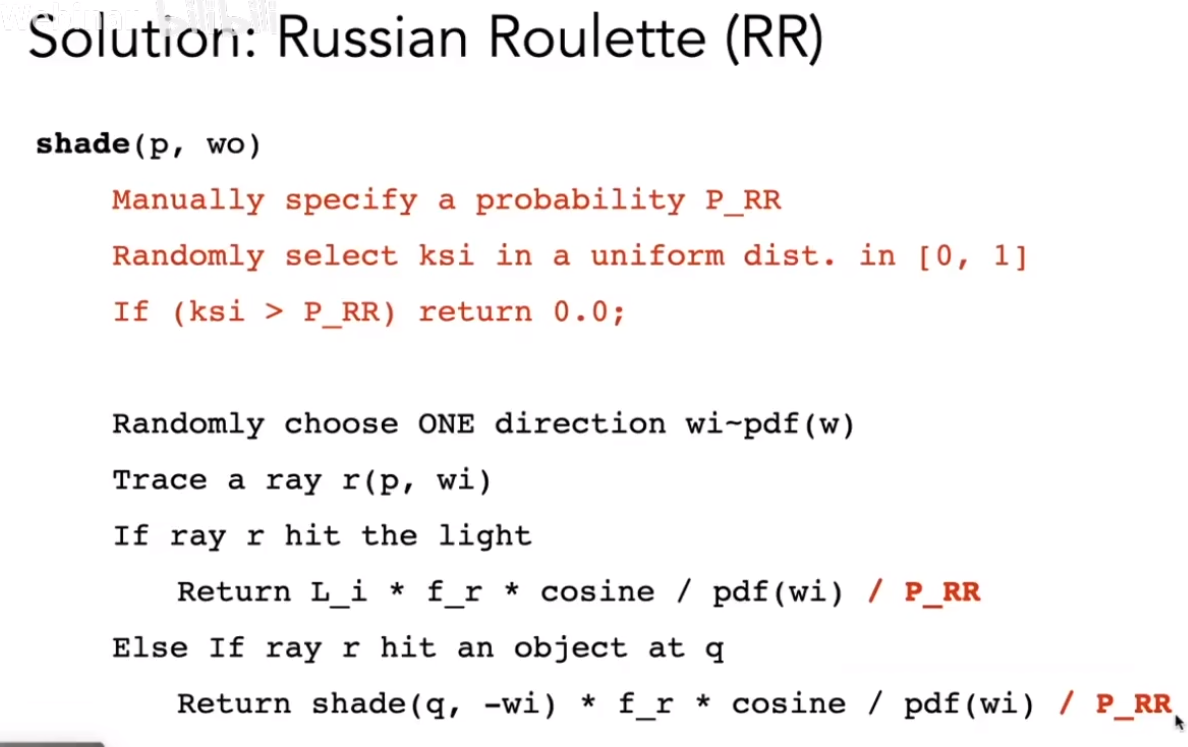 Solution: Russian Roulette (RR)
shade(p, wo)
Manually specify a probability P_RR
Randomly select ksi in a uniform dist. in [0, 1]
If (ksi > P_RR) return 0.0;
Randomly choose ONE direction wi~pdf(w)
Trace a ray r(p, wi)
If ray r hit the light
Return L_i * f_r * cosine / pdf(wi) / P_RR
Else If ray r hit an object at q
Return shade(q, -wi) * f_r * cosine / pdf(wi) / P_RR